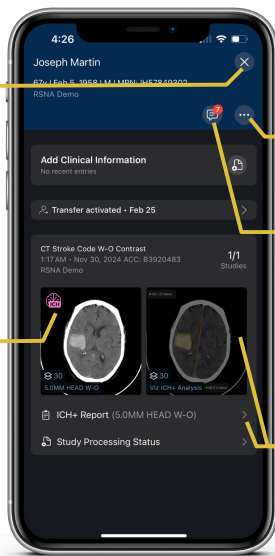 4:26
Joseph Martin
67y | Feb 5, 1958 | M | MRN: IH57849302
RSNA Demo
7
Add Clinical Information
No recent entries
Transfer activated • Feb 25
CT Stroke Code W-O Contrast
1:17 AM • Nov 30, 2024 ACC: B3920483
RSNA Demo
1/1
Studies
ICH
30
5.0MM HEAD W-O
30
Viz ICH+ Analysis
ICH+ Report (5.0MM HEAD W-O)
Study Processing Status